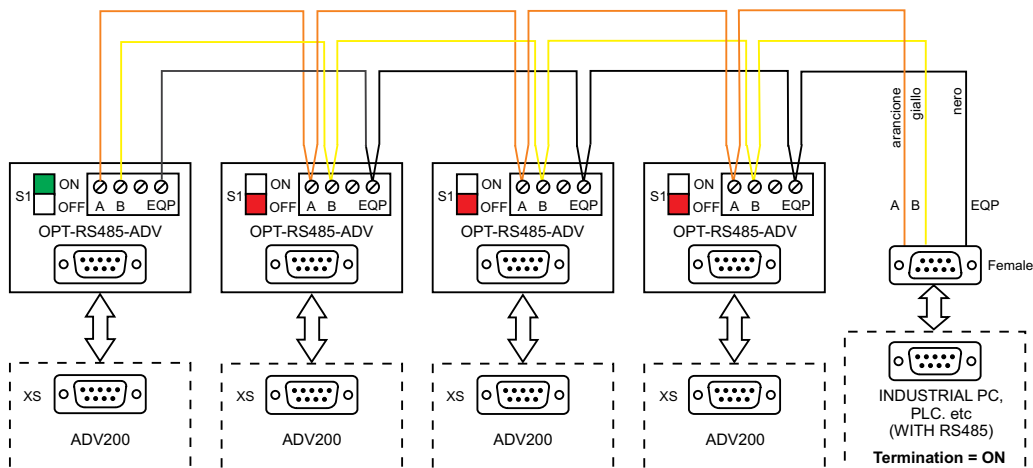 arancione
giallo
nero
S1
ON
OFF
A B EQP
OPT-RS485-ADV
S1
ON
OFF
A B EQP
OPT-RS485-ADV
S1
ON
OFF
A B EQP
OPT-RS485-ADV
S1
ON
OFF
A B EQP
OPT-RS485-ADV
A B EQP
Female
XS
ADV200
XS
ADV200
XS
ADV200
XS
ADV200
INDUSTRIAL PC,
PLC. etc
(WITH RS485)
Termination = ON